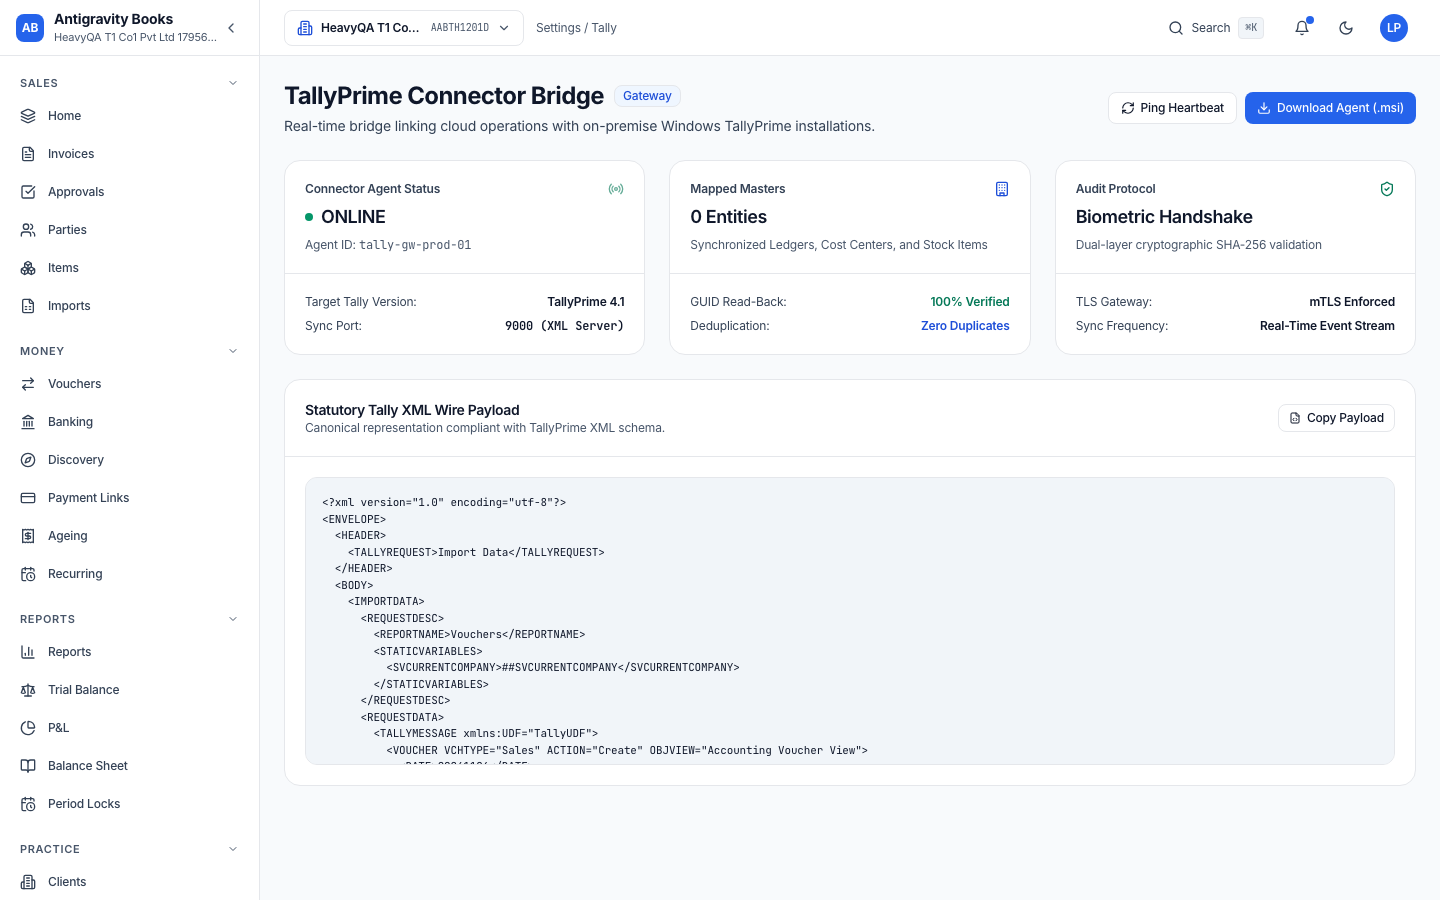 AB
Antigravity Books
HeavyQA T1 Co1 Pvt Ltd 17956...
HeavyQA T1 Co... AABTH1201D
Settings / Tally
Search ⌘K
LP
SALES
Home
Invoices
Approvals
Parties
Items
Imports
MONEY
Vouchers
Banking
Discovery
Payment Links
Ageing
Recurring
REPORTS
Reports
Trial Balance
P&L
Balance Sheet
Period Locks
PRACTICE
Clients
TallyPrime Connector Bridge Gateway
Real-time bridge linking cloud operations with on-premise Windows TallyPrime installations.
Ping Heartbeat
Download Agent (.msi)
Connector Agent Status
ONLINE
Agent ID: tally-gw-prod-01
Target Tally Version: TallyPrime 4.1
Sync Port: 9000 (XML Server)
Mapped Masters
0 Entities
Synchronized Ledgers, Cost Centers, and Stock Items
GUID Read-Back: 100% Verified
Deduplication: Zero Duplicates
Audit Protocol
Biometric Handshake
Dual-layer cryptographic SHA-256 validation
TLS Gateway: mTLS Enforced
Sync Frequency: Real-Time Event Stream
Statutory Tally XML Wire Payload
Canonical representation compliant with TallyPrime XML schema.
Copy Payload
<?xml version="1.0" encoding="utf-8"?>
<ENVELOPE>
<HEADER>
<TALLYREQUEST>Import Data</TALLYREQUEST>
</HEADER>
<BODY>
<IMPORTDATA>
<REQUESTDESC>
<REPORTNAME>Vouchers</REPORTNAME>
<STATICVARIABLES>
<SVCURRENTCOMPANY>##SVCURRENTCOMPANY</SVCURRENTCOMPANY>
</STATICVARIABLES>
</REQUESTDESC>
<REQUESTDATA>
<TALLYMESSAGE xmlns:UDF="TallyUDF">
<VOUCHER VCHTYPE="Sales" ACTION="Create" OBJVIEW="Accounting Voucher View">